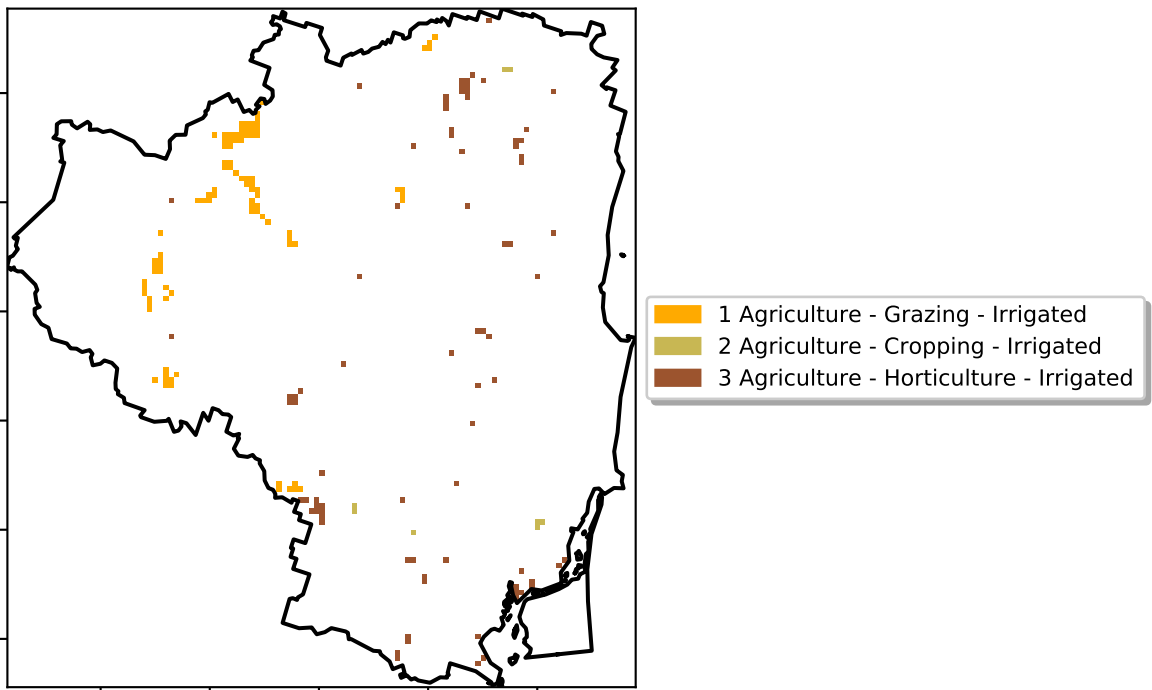 1 Agriculture - Grazing - Irrigated
2 Agriculture - Cropping - Irrigated
3 Agriculture - Horticulture - Irrigated